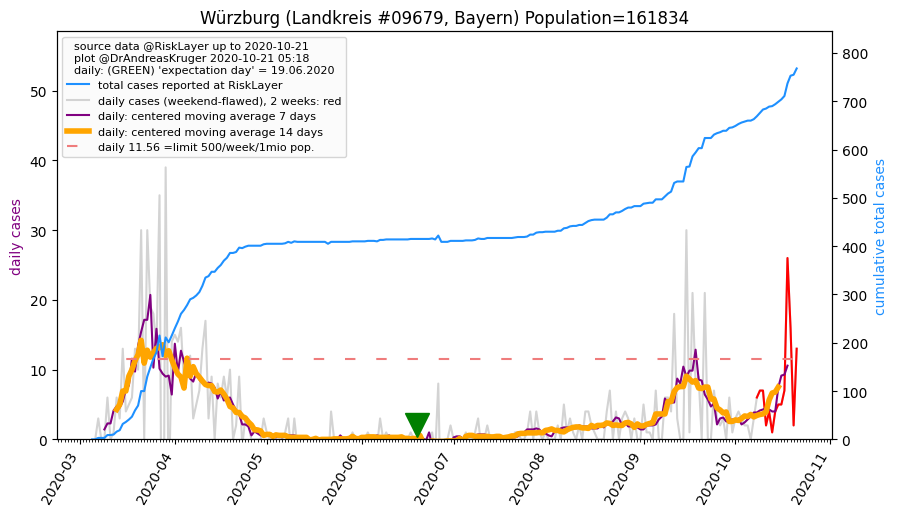 Würzburg (Landkreis #09679, Bayern) Population=161834
source data @RiskLayer up to 2020-10-21
plot @DrAndreasKruger 2020-10-21 05:18
daily: (GREEN) 'expectation day' = 19.06.2020
total cases reported at RiskLayer
daily cases (weekend-flawed), 2 weeks: red
daily: centered moving average 7 days
daily: centered moving average 14 days
daily 11.56 =limit 500/week/1mio pop.
daily cases
0
10
20
30
40
50
cumulative total cases
0
100
200
300
400
500
600
700
800
2020-03
2020-04
2020-05
2020-06
2020-07
2020-08
2020-09
2020-10
2020-11